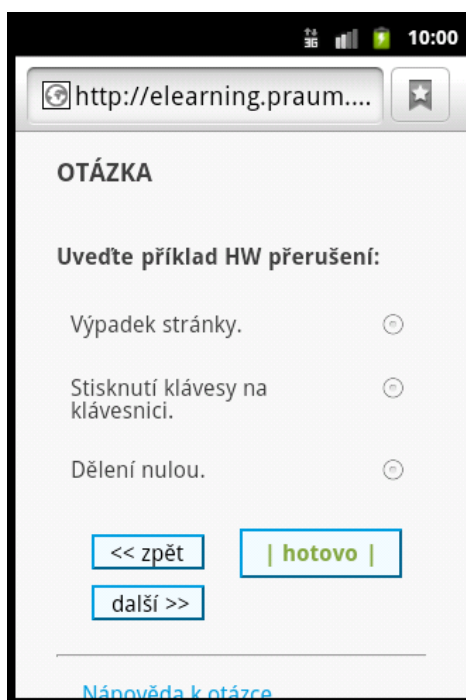 3G 10:00
http://elearning.praum....
OTÁZKA
Uveďte příklad HW přerušení:
Výpadek stránky.
Stisknutí klávesy na
klávesnici.
Dělení nulou.
<< zpět | hotovo |
další >>
Nápověda k otázce